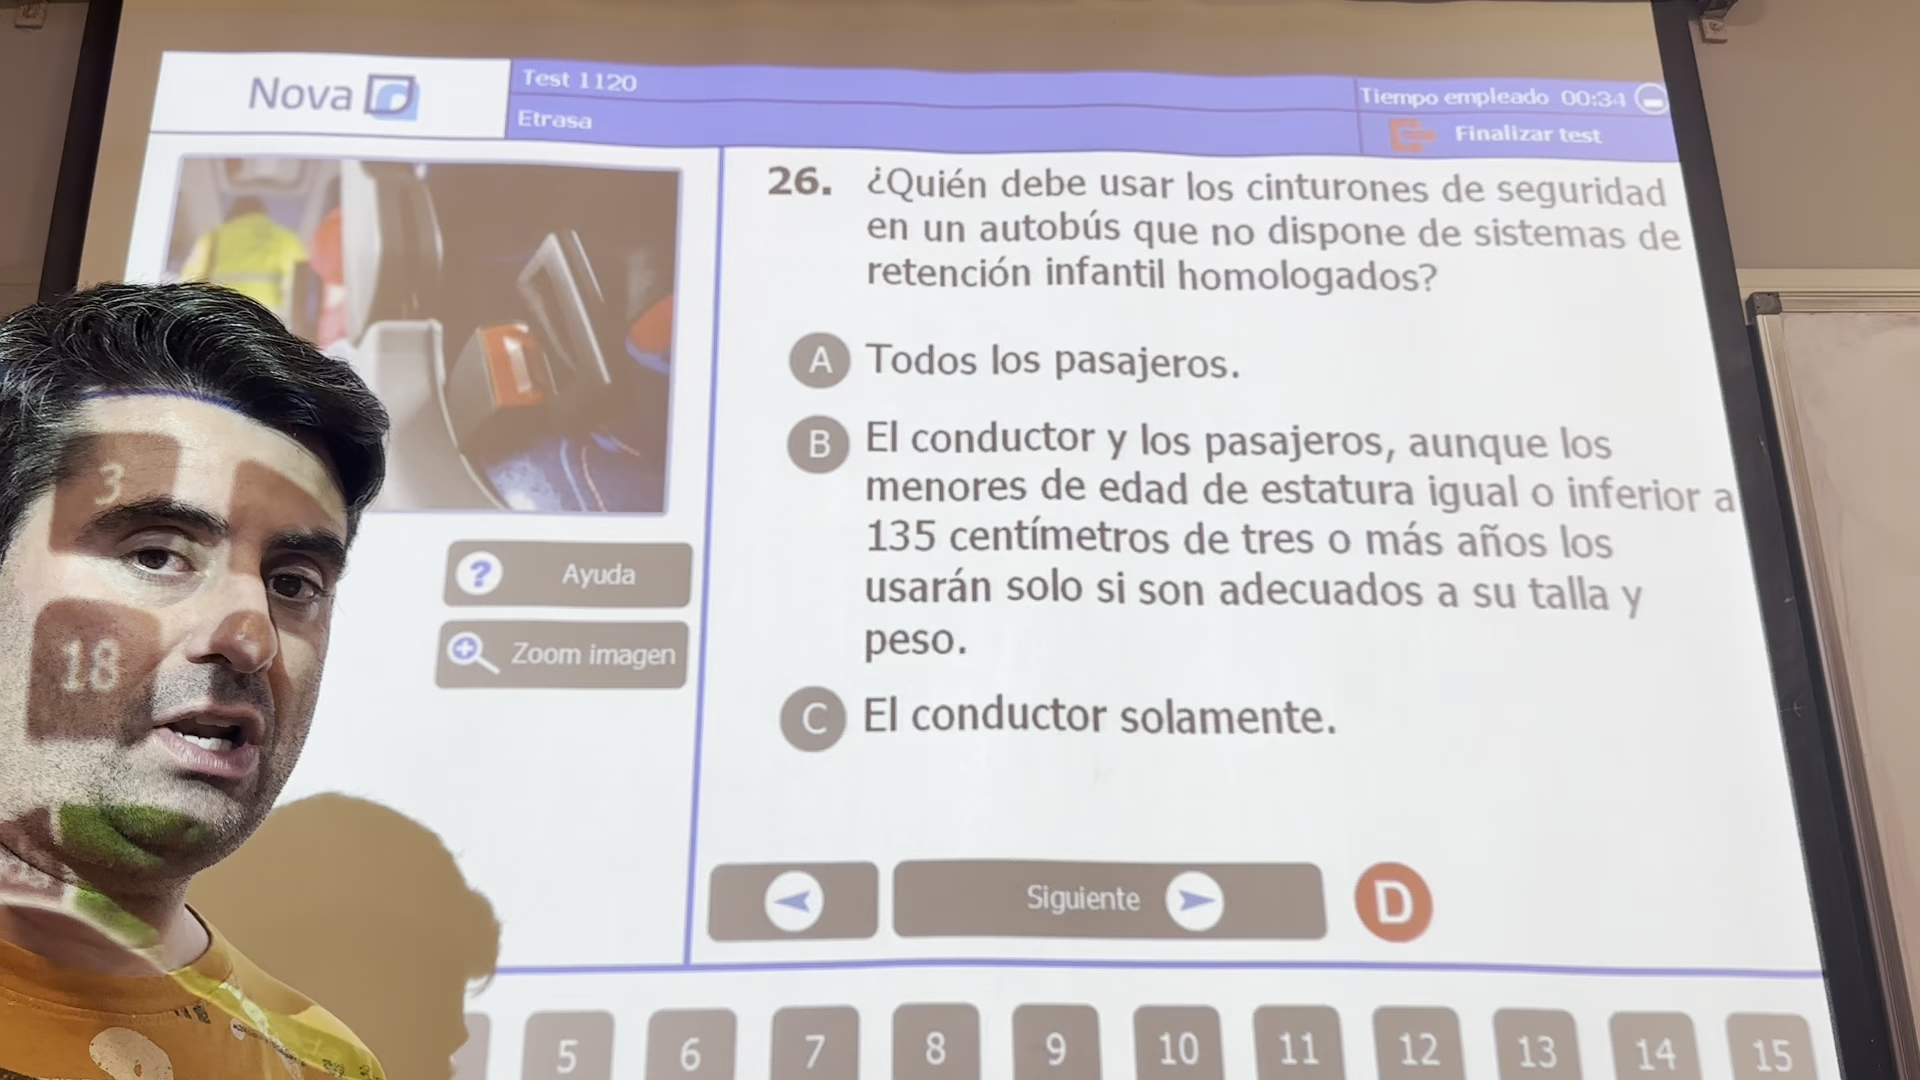 Nova
Test 1120
Etrasa
Tiempo empleado 00:34
Finalizar test
26. ¿Quién debe usar los cinturones de seguridad
en un autobús que no dispone de sistemas de
retención infantil homologados?
A Todos los pasajeros.
B El conductor y los pasajeros, aunque los
menores de edad de estatura igual o inferior a
135 centímetros de tres o más años los
usarán solo si son adecuados a su talla y
peso.
C El conductor solamente.
? Ayuda
Zoom imagen
3
18
Siguiente
D
5 6 7 8 9 10 11 12 13 14 15